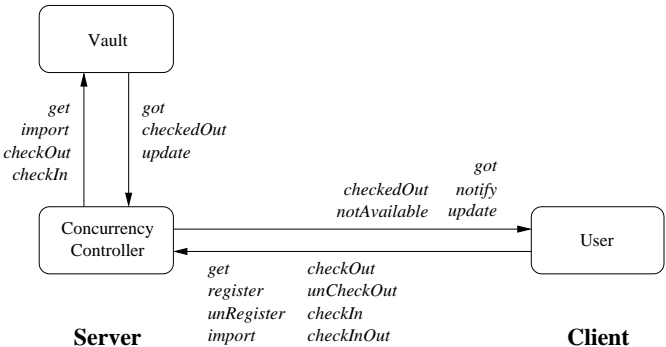 Vault
get
import
checkOut
checkIn
got
checkedOut
update
got
checkedOut notify
notAvailable update
Concurrency
Controller
User
get checkOut
register unCheckOut
unRegister checkIn
import checkInOut
Server
Client